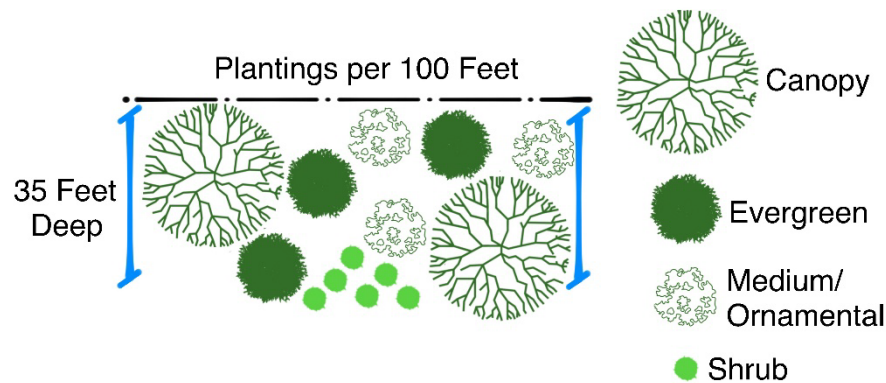 Plantings per 100 Feet
Canopy
35 Feet
Deep
Evergreen
Medium/
Ornamental
Shrub